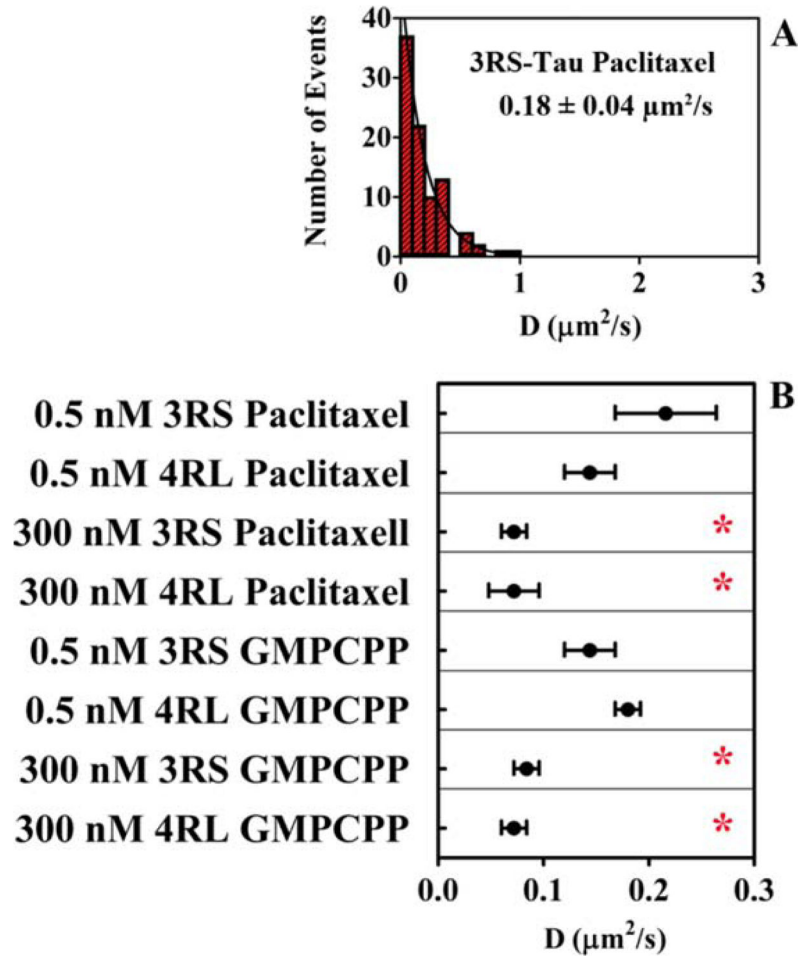 A
3RS-Tau Paclitaxel
0.18 ± 0.04 µm²/s
Number of Events
40
30
20
10
0
0 1 2 3
D (µm²/s)
B
0.5 nM 3RS Paclitaxel
0.5 nM 4RL Paclitaxel
300 nM 3RS Paclitaxell
*
300 nM 4RL Paclitaxel
*
0.5 nM 3RS GMPCPP
0.5 nM 4RL GMPCPP
300 nM 3RS GMPCPP
*
300 nM 4RL GMPCPP
*
0.0 0.1 0.2 0.3
D (µm²/s)